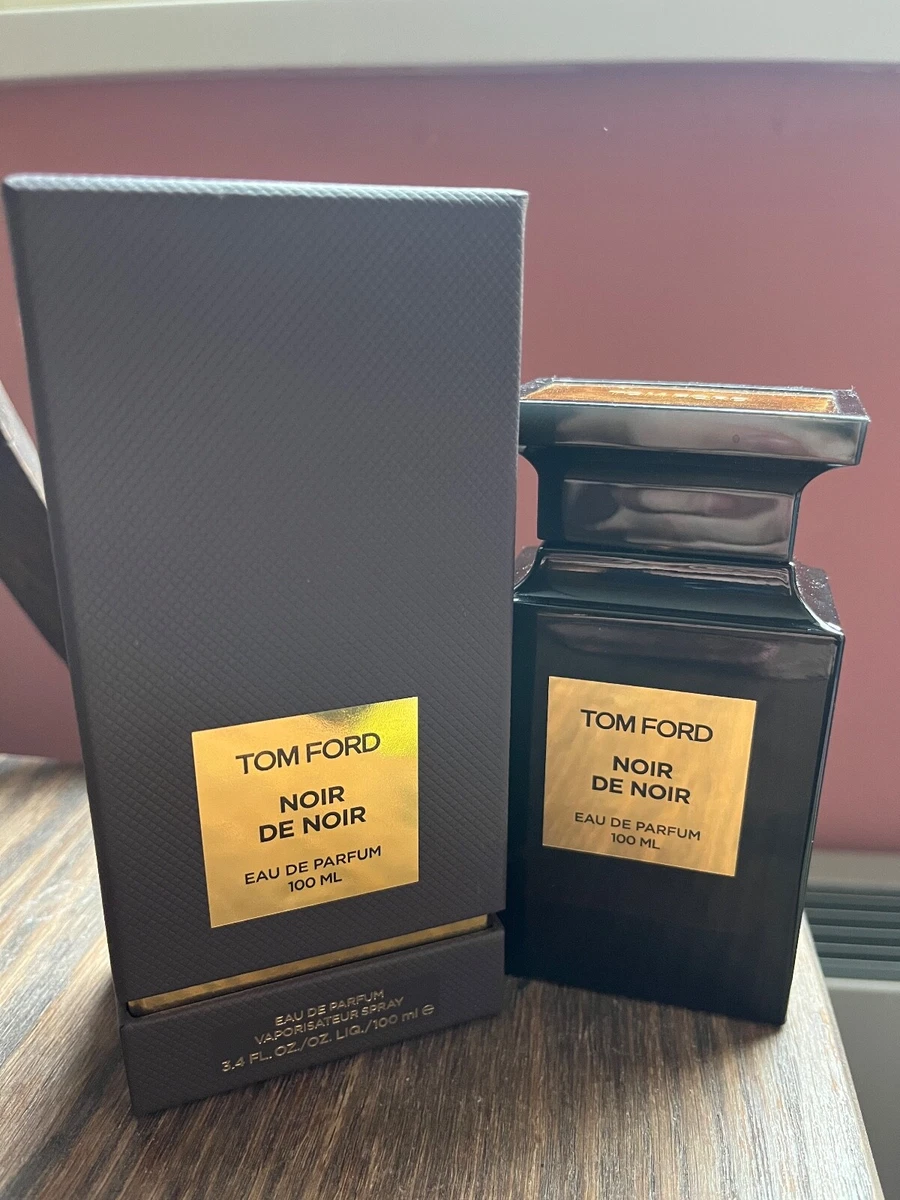 TOM FORD
NOIR
DE NOIR
EAU DE PARFUM
100 ML
EAU DE PARFUM
VAPORISATEUR SPRAY
3.4 FL. OZ./OZ. LIQ./100 ml ℮
TOM FORD
NOIR
DE NOIR
EAU DE PARFUM
100 ML